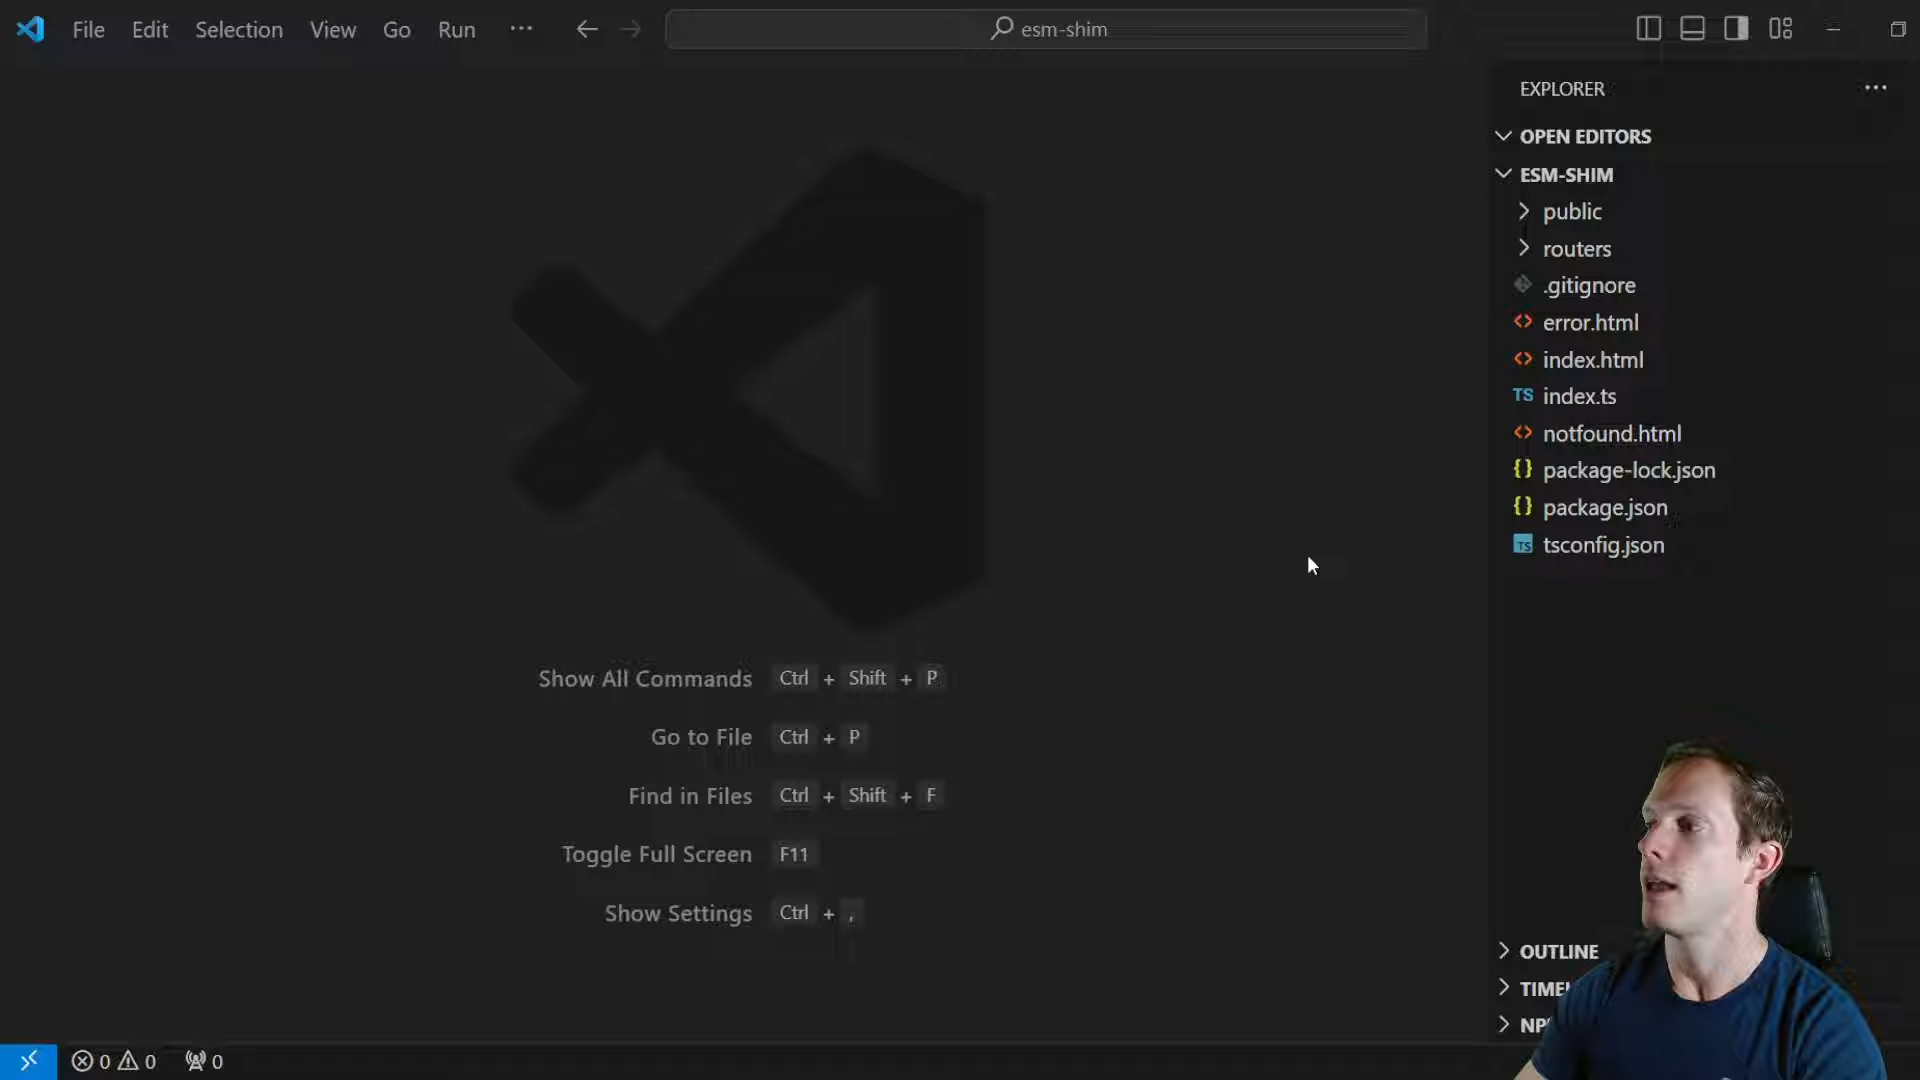 File Edit Selection View Go Run ···
esm-shim
EXPLORER
OPEN EDITORS
ESM-SHIM
public
routers
.gitignore
error.html
index.html
TS index.ts
notfound.html
{} package-lock.json
{} package.json
TS tsconfig.json
Show All Commands Ctrl + Shift + P
Go to File Ctrl + P
Find in Files Ctrl + Shift + F
Toggle Full Screen F11
Show Settings Ctrl + ,
OUTLINE
0 0 0